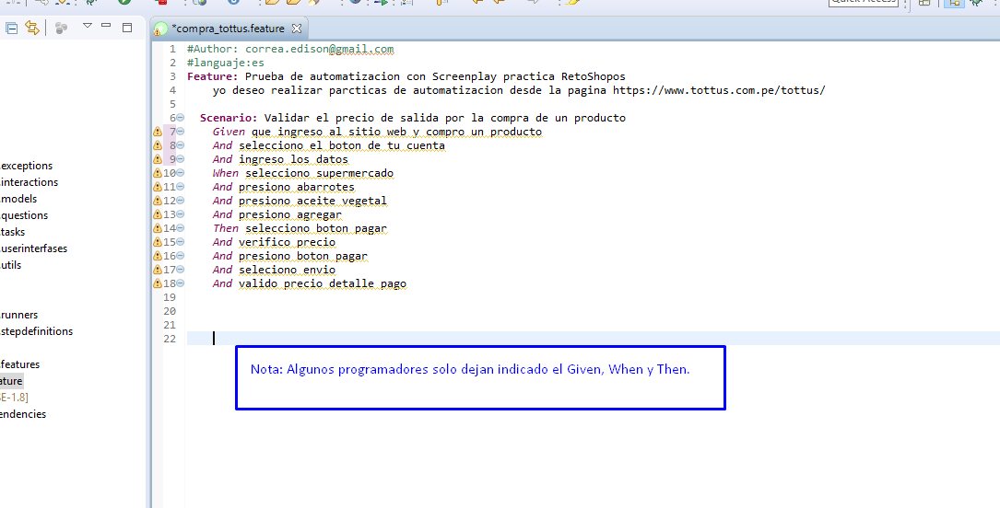 Quick Access
*compra_tottus.feature
1 #Author: correa.edison@gmail.com
2 #languaje:es
3 Feature: Prueba de automatizacion con Screenplay practica RetoShopos
4 yo deseo realizar parcticas de automatizacion desde la pagina https://www.tottus.com.pe/tottus/
5
6 Scenario: Validar el precio de salida por la compra de un producto
7 Given que ingreso al sitio web y compro un producto
8 And selecciono el boton de tu cuenta
9 And ingreso los datos
10 When selecciono supermercado
11 And presiono abarrotes
12 And presiono aceite vegetal
13 And presiono agregar
14 Then selecciono boton pagar
15 And verifico precio
16 And presiono boton pagar
17 And seleciono envio
18 And valido precio detalle pago
19
20
21
22
.exceptions
.interactions
.models
.questions
.tasks
.userinterfases
.utils
.runners
.stepdefinitions
.features
ature
SE-1.8]
endencies
Nota: Algunos programadores solo dejan indicado el Given, When y Then.